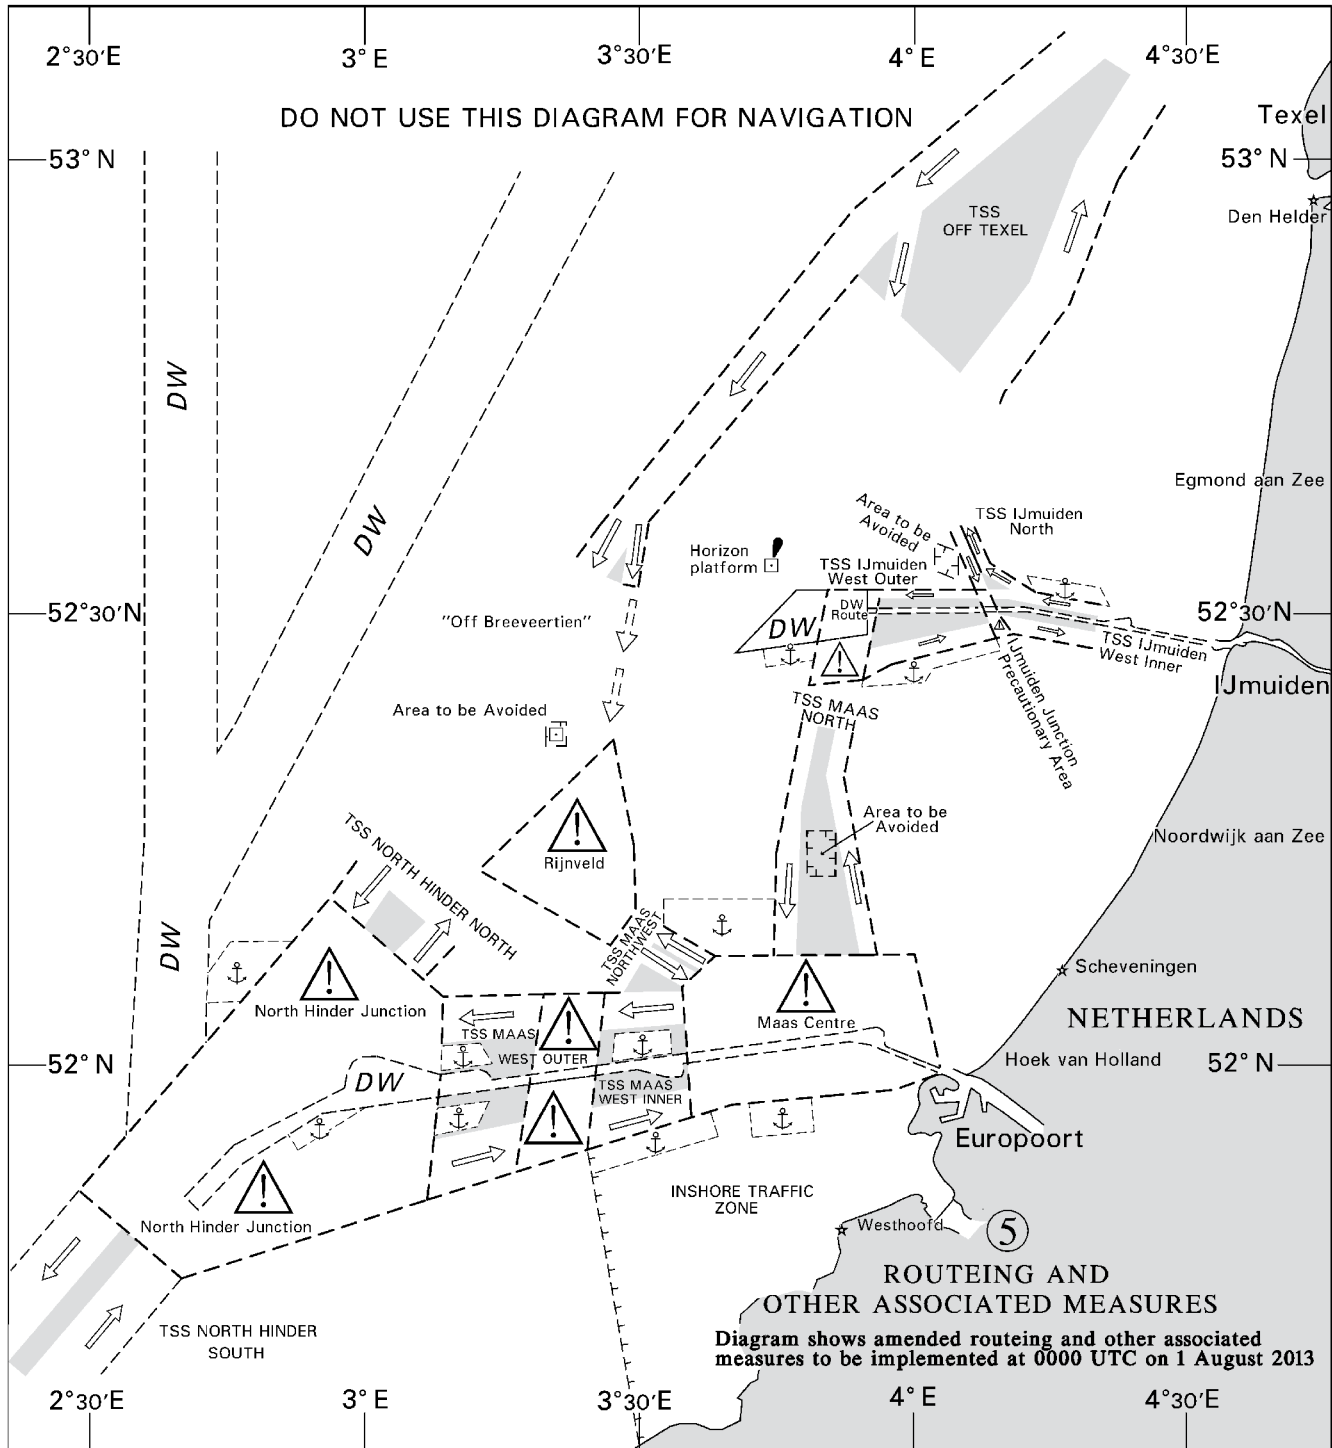 2°30′E
3°E
3°30′E
4°E
4°30′E
DO NOT USE THIS DIAGRAM FOR NAVIGATION
Texel
53°N
53°N
Den Helder
TSS
OFF TEXEL
DW
DW
Egmond aan Zee
Area to be
Avoided
TSS IJmuiden
North
Horizon
platform
TSS IJmuiden
West Outer
52°30′N
DW
Route
52°30′N
"Off Breeveertien"
DW
TSS IJmuiden
West Inner
IJmuiden Junction
Precautionary Area
IJmuiden
TSS MAAS
NORTH
Area to be Avoided
Area to be
Avoided
TSS NORTH HINDER NORTH
Rijnveld
Noordwijk aan Zee
DW
TSS MAAS
NORTHWEST
Scheveningen
North Hinder Junction
Maas Centre
NETHERLANDS
TSS MAAS
WEST OUTER
Hoek van Holland
52°N
52°N
DW
TSS MAAS
WEST INNER
Europoort
INSHORE TRAFFIC
ZONE
North Hinder Junction
Westhoofd
5
ROUTEING AND
OTHER ASSOCIATED MEASURES
TSS NORTH HINDER
SOUTH
Diagram shows amended routeing and other associated
measures to be implemented at 0000 UTC on 1 August 2013
2°30′E
3°E
3°30′E
4°E
4°30′E